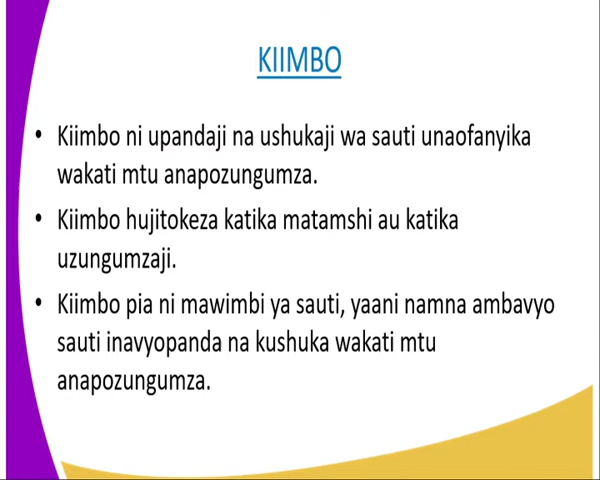 KIIMBO
• Kiimbo ni upandaji na ushukaji wa sauti unaofanyika
wakati mtu anapozungumza.
• Kiimbo hujitokeza katika matamshi au katika
uzungumzaji.
• Kiimbo pia ni mawimbi ya sauti, yaani namna ambavyo
sauti inavyopanda na kushuka wakati mtu
anapozungumza.